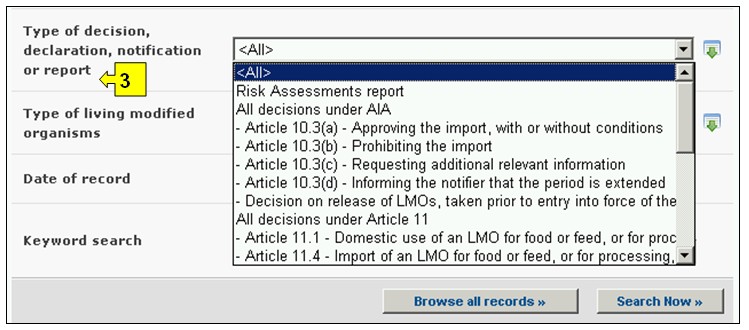 Type of decision,
declaration, notification
or report
3
<All>
<All>
Risk Assessments report
All decisions under AIA
- Article 10.3(a) - Approving the import, with or without conditions
- Article 10.3(b) - Prohibiting the import
- Article 10.3(c) - Requesting additional relevant information
- Article 10.3(d) - Informing the notifier that the period is extended
- Decision on release of LMOs, taken prior to entry into force of the
All decisions under Article 11
- Article 11.1 - Domestic use of an LMO for food or feed, or for proc
- Article 11.4 - Import of an LMO for food or feed, or for processing,
Type of living modified
organisms
Date of record
Keyword search
Browse all records »
Search Now »